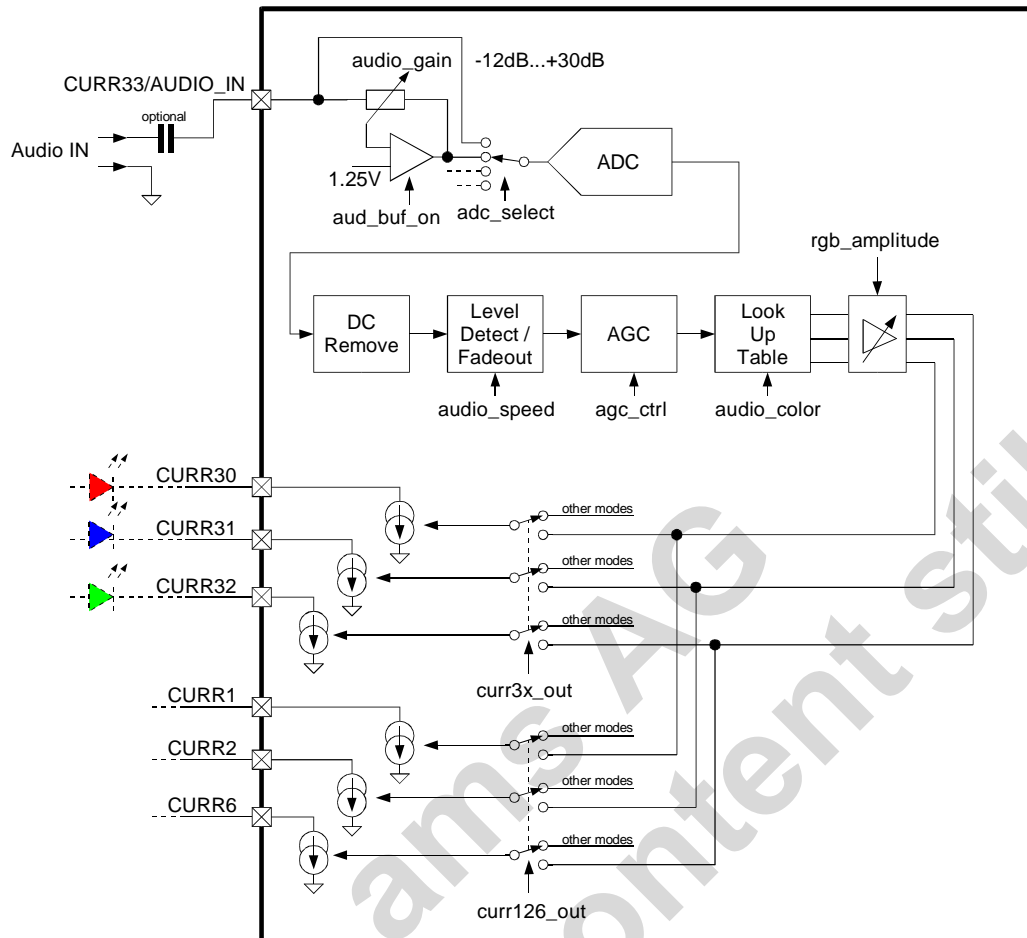 audio_gain
-12dB...+30dB
CURR33/AUDIO_IN
optional
Audio IN
ADC
1.25V
aud_buf_on
adc_select
rgb_amplitude
DC
Remove
Level
Detect /
Fadeout
AGC
Look
Up
Table
audio_speed
agc_ctrl
audio_color
CURR30
other modes
CURR31
other modes
CURR32
other modes
curr3x_out
CURR1
other modes
CURR2
other modes
CURR6
other modes
curr126_out
ams AG
ontent stil